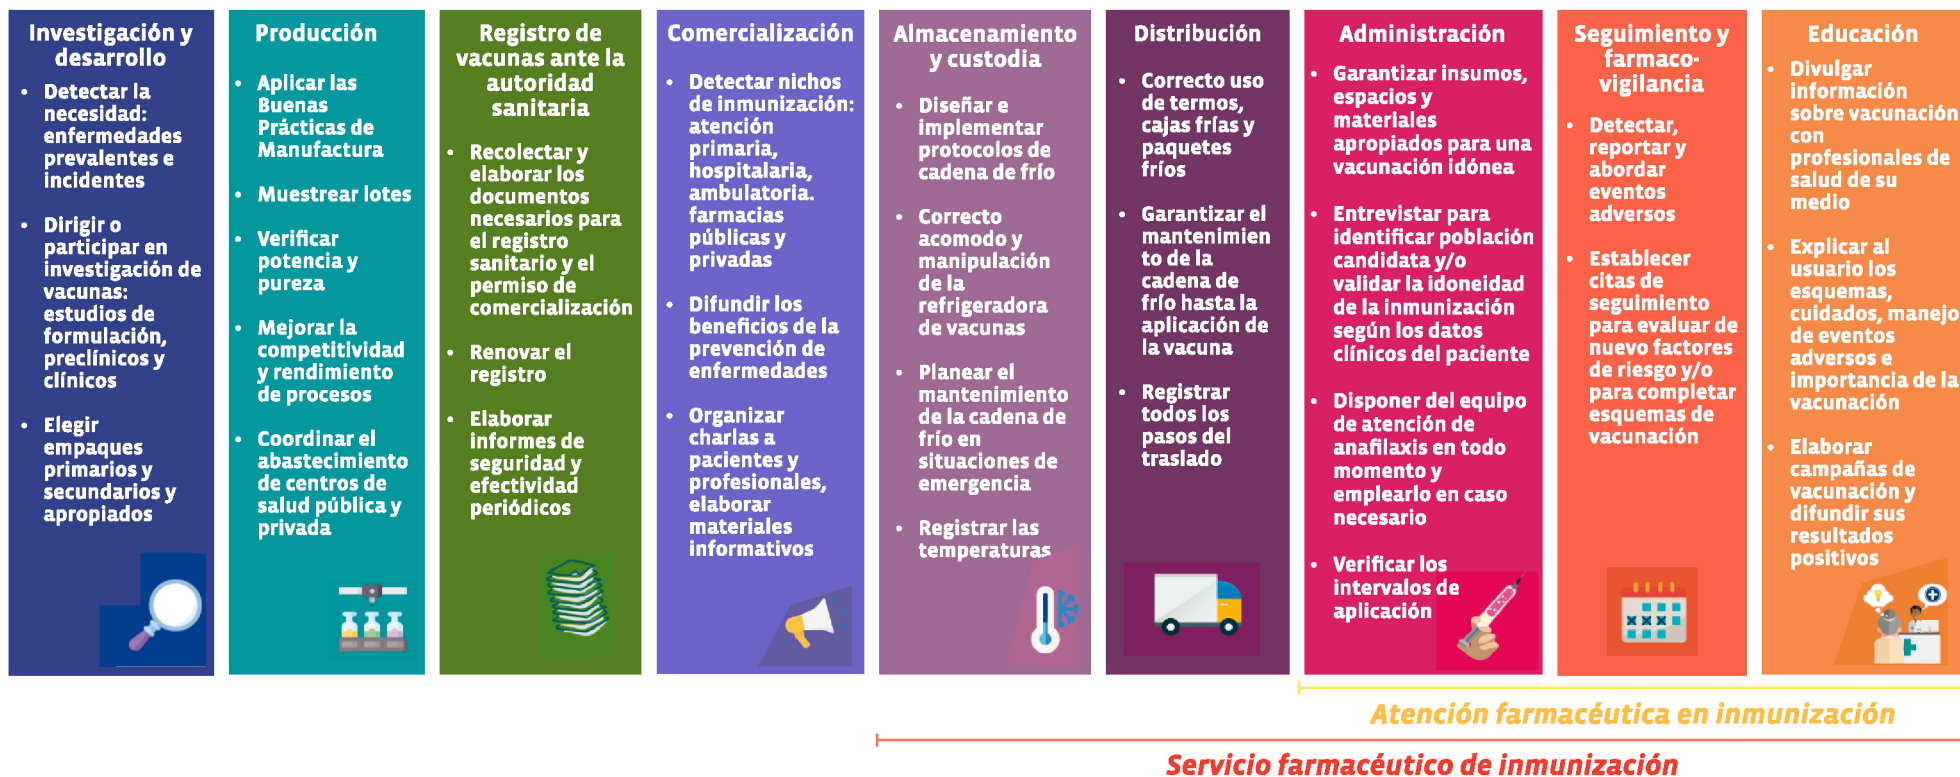 Investigación y
desarrollo
• Detectar la
necesidad:
enfermedades
prevalentes e
incidentes
• Dirigir o
participar en
investigación de
vacunas:
estudios de
formulación,
preclínicos y
clínicos
• Elegir
empaques
primarios y
secundarios y
apropiados
Producción
• Aplicar las
Buenas
Prácticas de
Manufactura
• Muestrear lotes
• Verificar
potencia y
pureza
• Mejorar la
competitividad
y rendimiento
de procesos
• Coordinar el
abastecimiento
de centros de
salud pública y
privada
Registro de
vacunas ante la
autoridad
sanitaria
• Recolectar y
elaborar los
documentos
necesarios para
el registro
sanitario y el
permiso de
comercialización
• Renovar el
registro
• Elaborar
informes de
seguridad y
efectividad
periódicos
Comercialización
• Detectar nichos
de inmunización:
atención
primaria,
hospitalaria,
ambulatoria.
farmacias
públicas y
privadas
• Difundir los
beneficios de la
prevención de
enfermedades
• Organizar
charlas a
pacientes y
profesionales,
elaborar
materiales
informativos
Almacenamiento
y custodia
• Diseñar e
implementar
protocolos de
cadena de frío
• Correcto
acomodo y
manipulación
de la
refrigeradora
de vacunas
• Planear el
mantenimiento
de la cadena de
frío en
situaciones de
emergencia
• Registrar las
temperaturas
Distribución
• Correcto uso
de termos,
cajas frías y
paquetes
fríos
• Garantizar el
mantenimien
to de la
cadena de
frío hasta la
aplicación de
la vacuna
• Registrar
todos los
pasos del
traslado
Administración
• Garantizar insumos,
espacios y
materiales
apropiados para una
vacunación idónea
• Entrevistar para
identificar población
candidata y/o
validar la idoneidad
de la inmunización
según los datos
clínicos del paciente
• Disponer del equipo
de atención de
anafilaxis en todo
momento y
emplearlo en caso
necesario
• Verificar los
intervalos de
aplicación
Seguimiento y
farmaco-
vigilancia
• Detectar,
reportar y
abordar
eventos
adversos
• Establecer
citas de
seguimiento
para evaluar de
nuevo factores
de riesgo y/o
para completar
esquemas de
vacunación
Educación
• Divulgar
información
sobre vacunación
con
profesionales de
salud de su
medio
• Explicar al
usuario los
esquemas,
cuidados, manejo
de eventos
adversos e
importancia de la
vacunación
• Elaborar
campañas de
vacunación y
difundir sus
resultados
positivos
Atención farmacéutica en inmunización
Servicio farmacéutico de inmunización